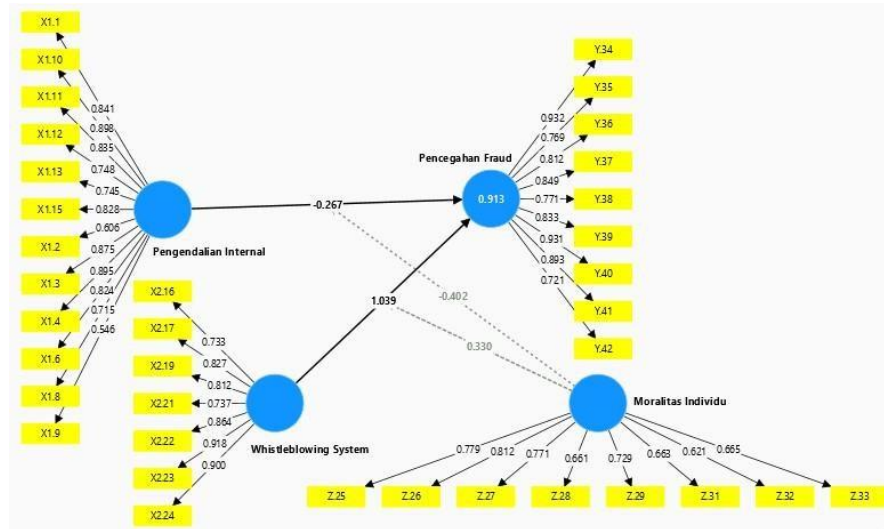 X1.1
X1.10
X1.11
X1.12
X1.13
X1.15
X1.2
X1.3
X1.4
X1.6
X1.8
X1.9
0.841
0.898
0.835
0.748
0.745
0.828
0.606
0.875
0.895
0.824
0.715
0.546
Pengendalian Internal
-0.267
Pencegahan Fraud
0.913
Y.34
Y.35
Y.36
Y.37
Y.38
Y.39
Y.40
Y.41
Y.42
0.932
0.769
0.812
0.849
0.771
0.833
0.931
0.893
0.721
1.039
-0.402
0.330
X2.16
X2.17
X2.19
X2.21
X2.22
X2.23
X2.24
0.733
0.827
0.812
0.737
0.864
0.918
0.900
Whistleblowing System
Moralitas Individu
0.779
0.812
0.771
0.661
0.729
0.663
0.621
0.665
Z.25
Z.26
Z.27
Z.28
Z.29
Z.31
Z.32
Z.33